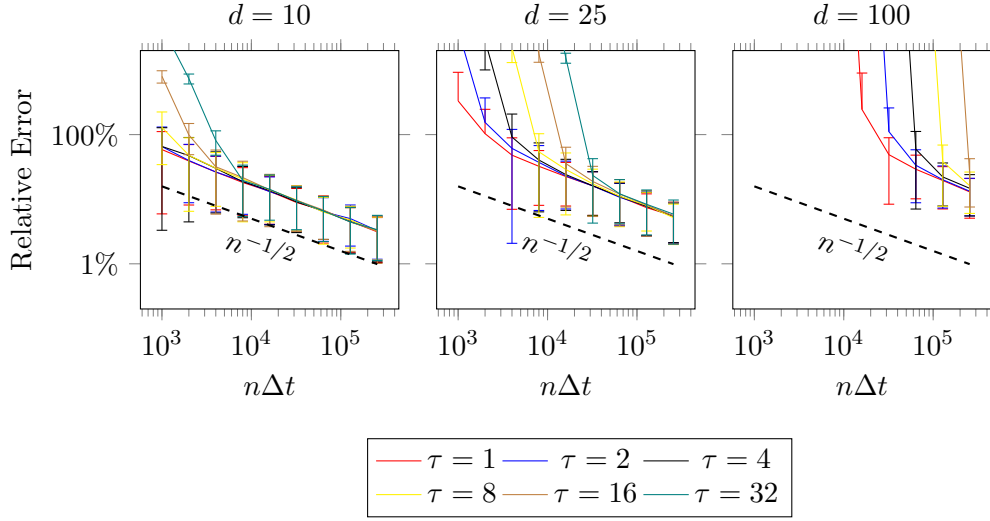 d = 10 d = 25 d = 100
Relative Error
100%
1%
n^{-1/2} n^{-1/2} n^{-1/2}
10^3 10^4 10^5 10^3 10^4 10^5 10^3 10^4 10^5
nΔt nΔt nΔt
τ = 1 τ = 2 τ = 4
τ = 8 τ = 16 τ = 32